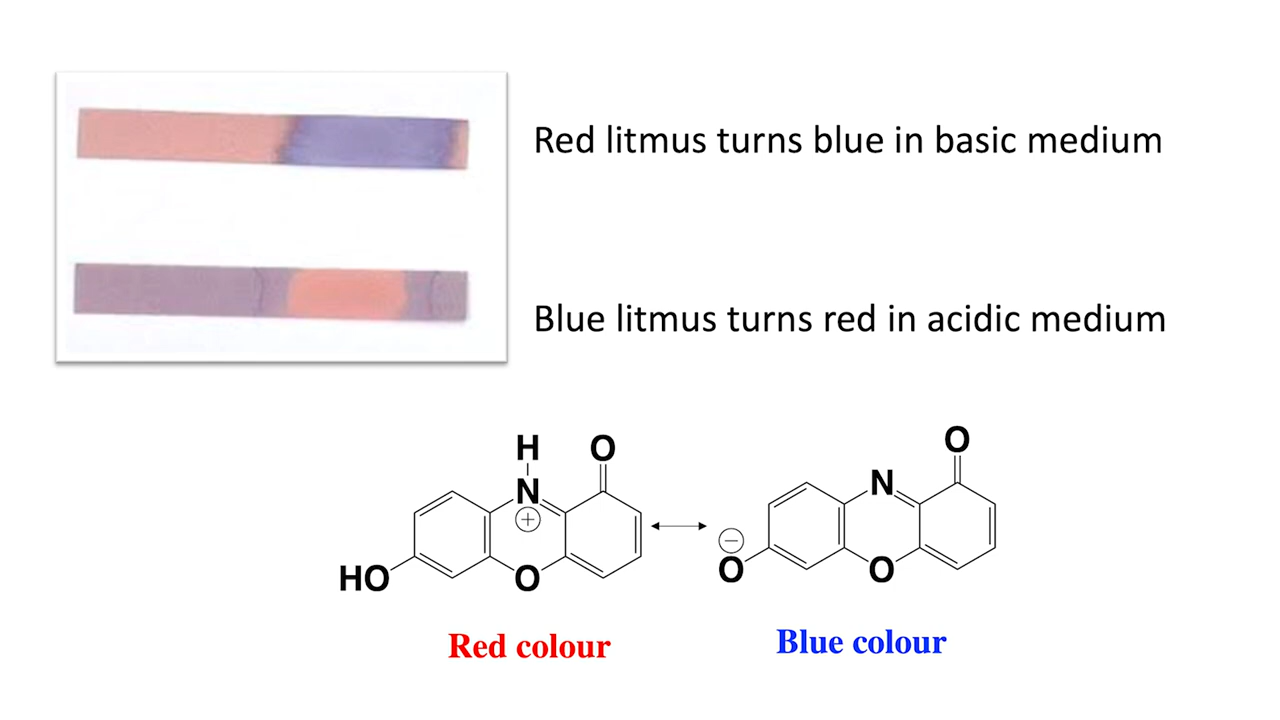 Red litmus turns blue in basic medium
Blue litmus turns red in acidic medium
H
O
N
+
HO
O
O
N
−
O
O
Red colour
Blue colour